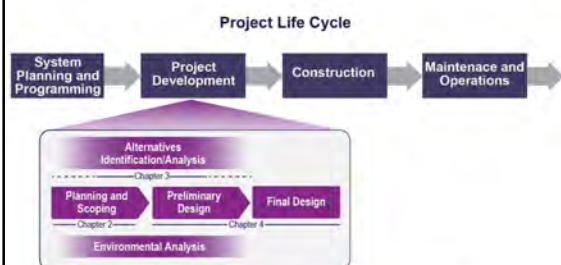 Project Life Cycle
System
Planning and
Programming
Project
Development
Construction
Maintenace and
Operations
Alternatives
Identification/Analysis
Chapter 3
Planning and
Scoping
Preliminary
Design
Final Design
Chapter 2
Chapter 4
Environmental Analysis